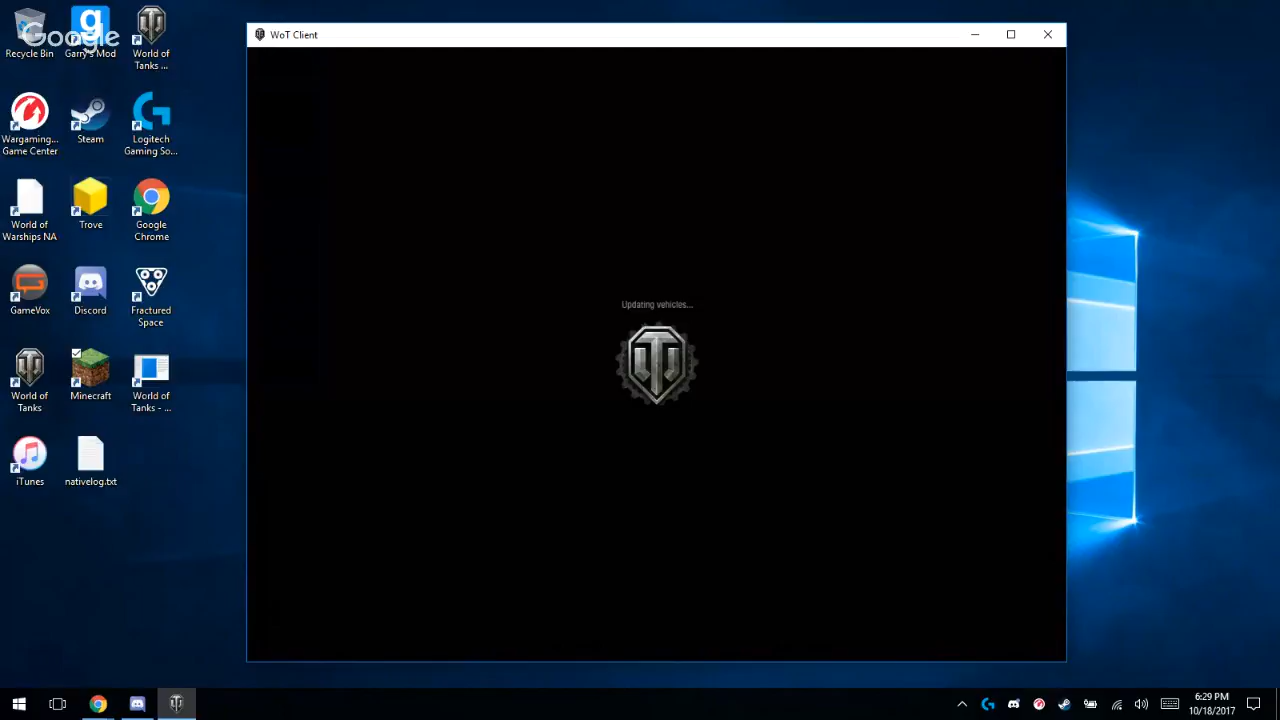 Google
Recycle Bin
Garry's Mod
World of
Tanks ...
Wargaming...
Game Center
Steam
Logitech
Gaming So...
World of
Warships NA
Trove
Google
Chrome
GameVox
Discord
Fractured
Space
World of
Tanks
Minecraft
World of
Tanks - ...
iTunes
nativelog.txt
WoT Client
Updating vehicles...
6:29 PM
10/18/2017